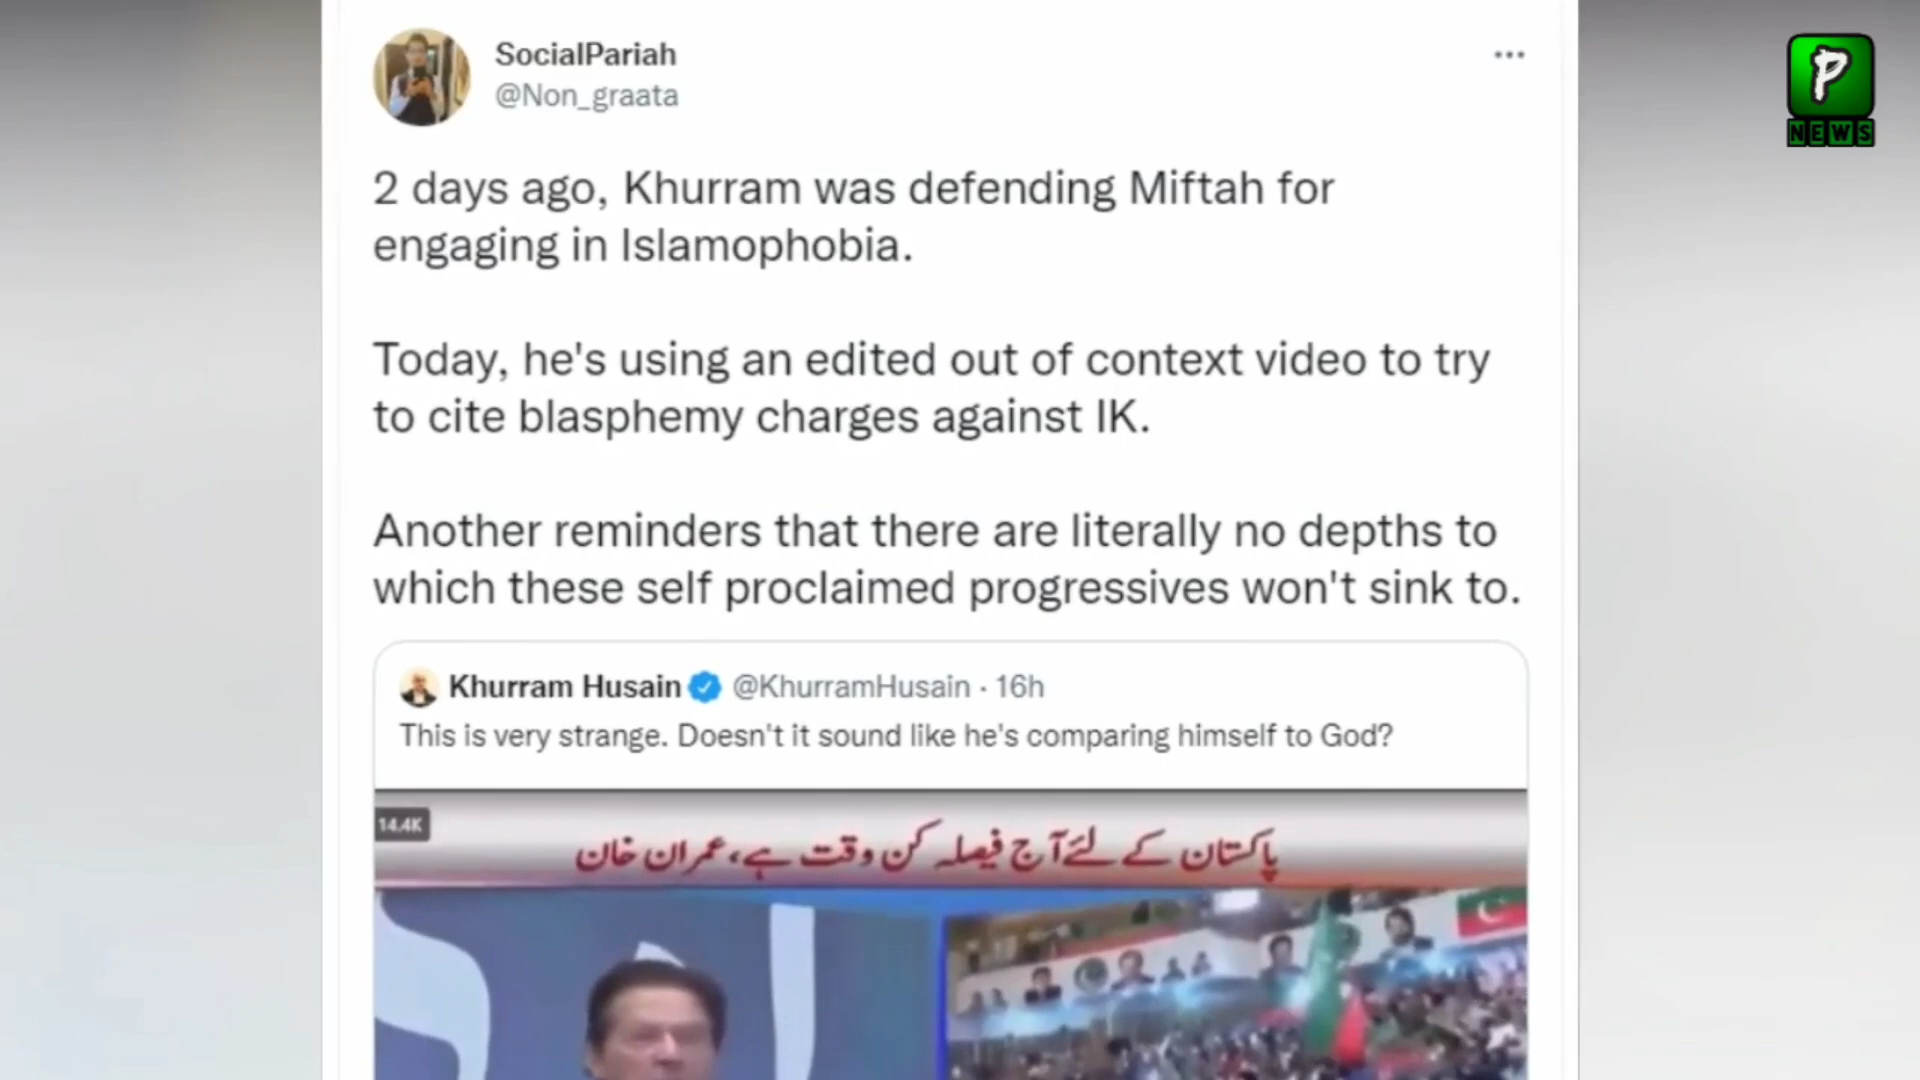 SocialPariah
@Non_graata
2 days ago, Khurram was defending Miftah for
engaging in Islamophobia.
Today, he's using an edited out of context video to try
to cite blasphemy charges against IK.
Another reminders that there are literally no depths to
which these self proclaimed progressives won't sink to.
Khurram Husain @KhurramHusain · 16h
This is very strange. Doesn't it sound like he's comparing himself to God?
14.4K
پاکستان کے لئے آج فیصلہ کن وقت ہے، عمران خان
P
NEWS